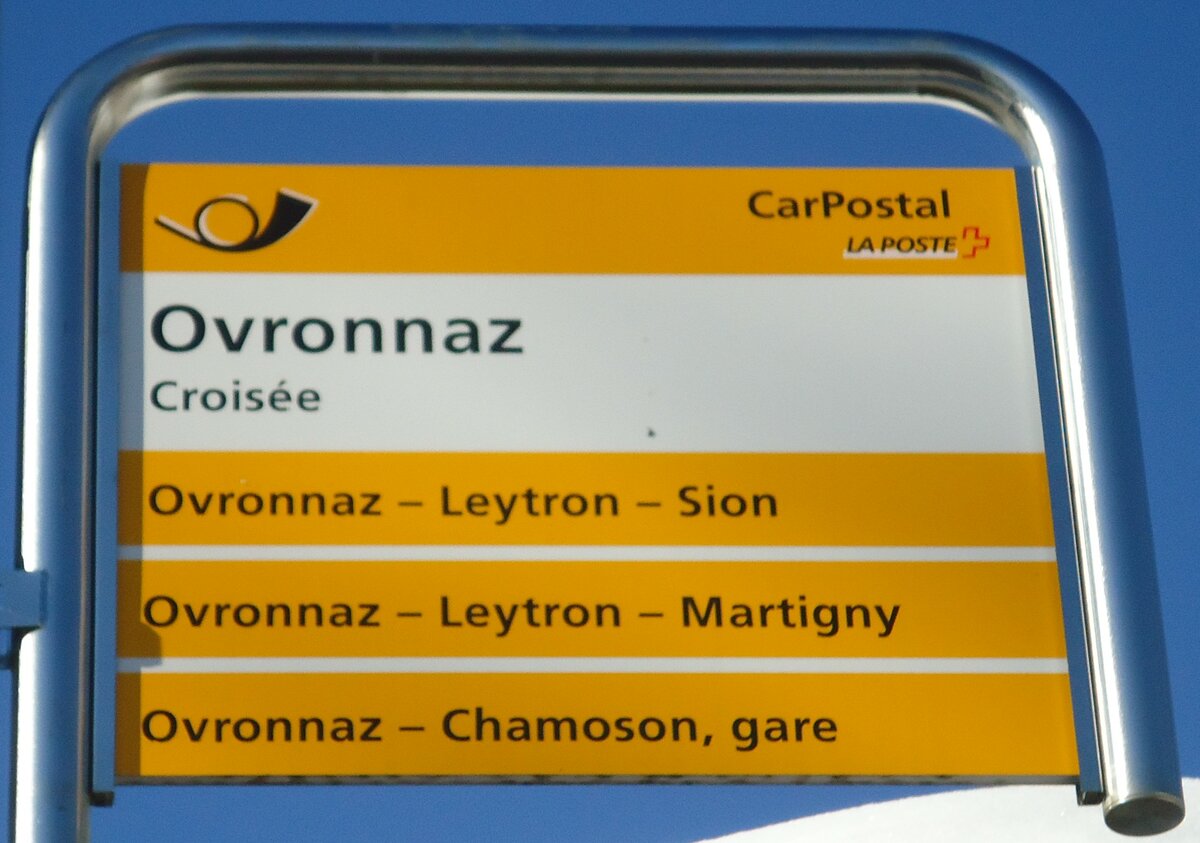 CarPostal
LA POSTE
Ovronnaz
Croisée
Ovronnaz – Leytron – Sion
Ovronnaz – Leytron – Martigny
Ovronnaz – Chamoson, gare